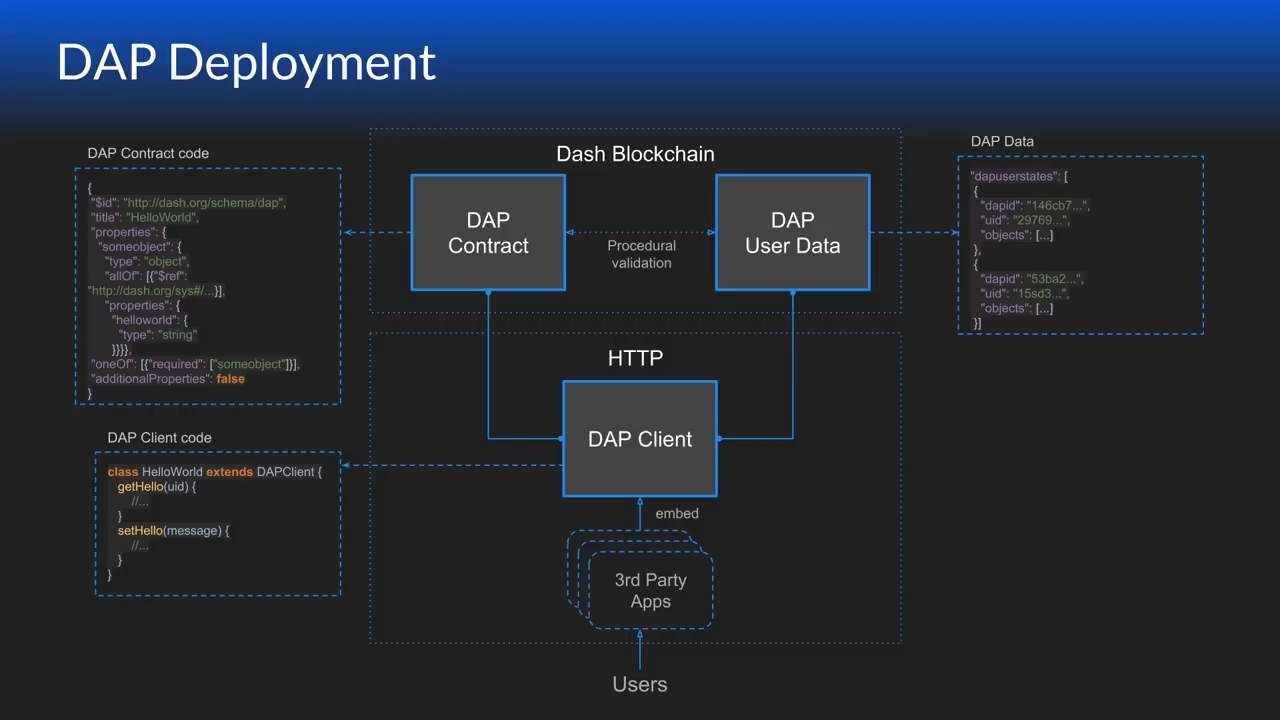 DAP Deployment
DAP Contract code
{
"$id": "http://dash.org/schema/dap",
"title": "HelloWorld",
"properties": {
"someobject": {
"type": "object",
"allOf": [{"$ref":
"http://dash.org/sys#/...}],
"properties": {
"helloworld": {
"type": "string"
}}}},
"oneOf": [{"required": ["someobject"]}],
"additionalProperties": false
}
DAP Client code
class HelloWorld extends DAPClient {
getHello(uid) {
//...
}
setHello(message) {
//...
}
}
Dash Blockchain
DAP
Contract
Procedural
validation
DAP
User Data
HTTP
DAP Client
embed
3rd Party
Apps
Users
DAP Data
"dapuserstates": [
{
"dapid": "146cb7...",
"uid": "29769...",
"objects": [...]
},
{
"dapid": "53ba2...",
"uid": "15sd3...",
"objects": [...]
}]